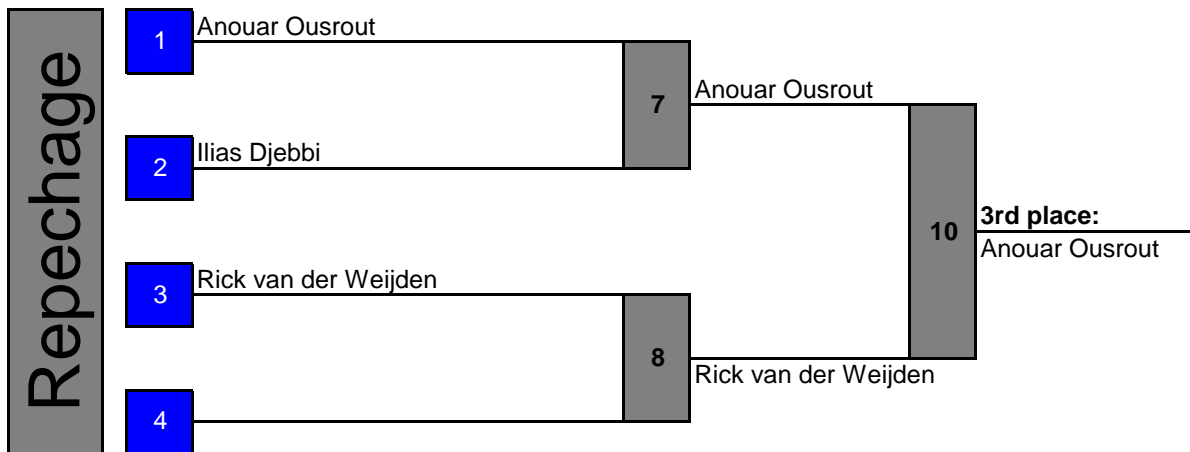 Repechage
1
Anouar Ousrout
7
Anouar Ousrout
2
Ilias Djebbi
10
3rd place:
Anouar Ousrout
3
Rick van der Weijden
8
Rick van der Weijden
4